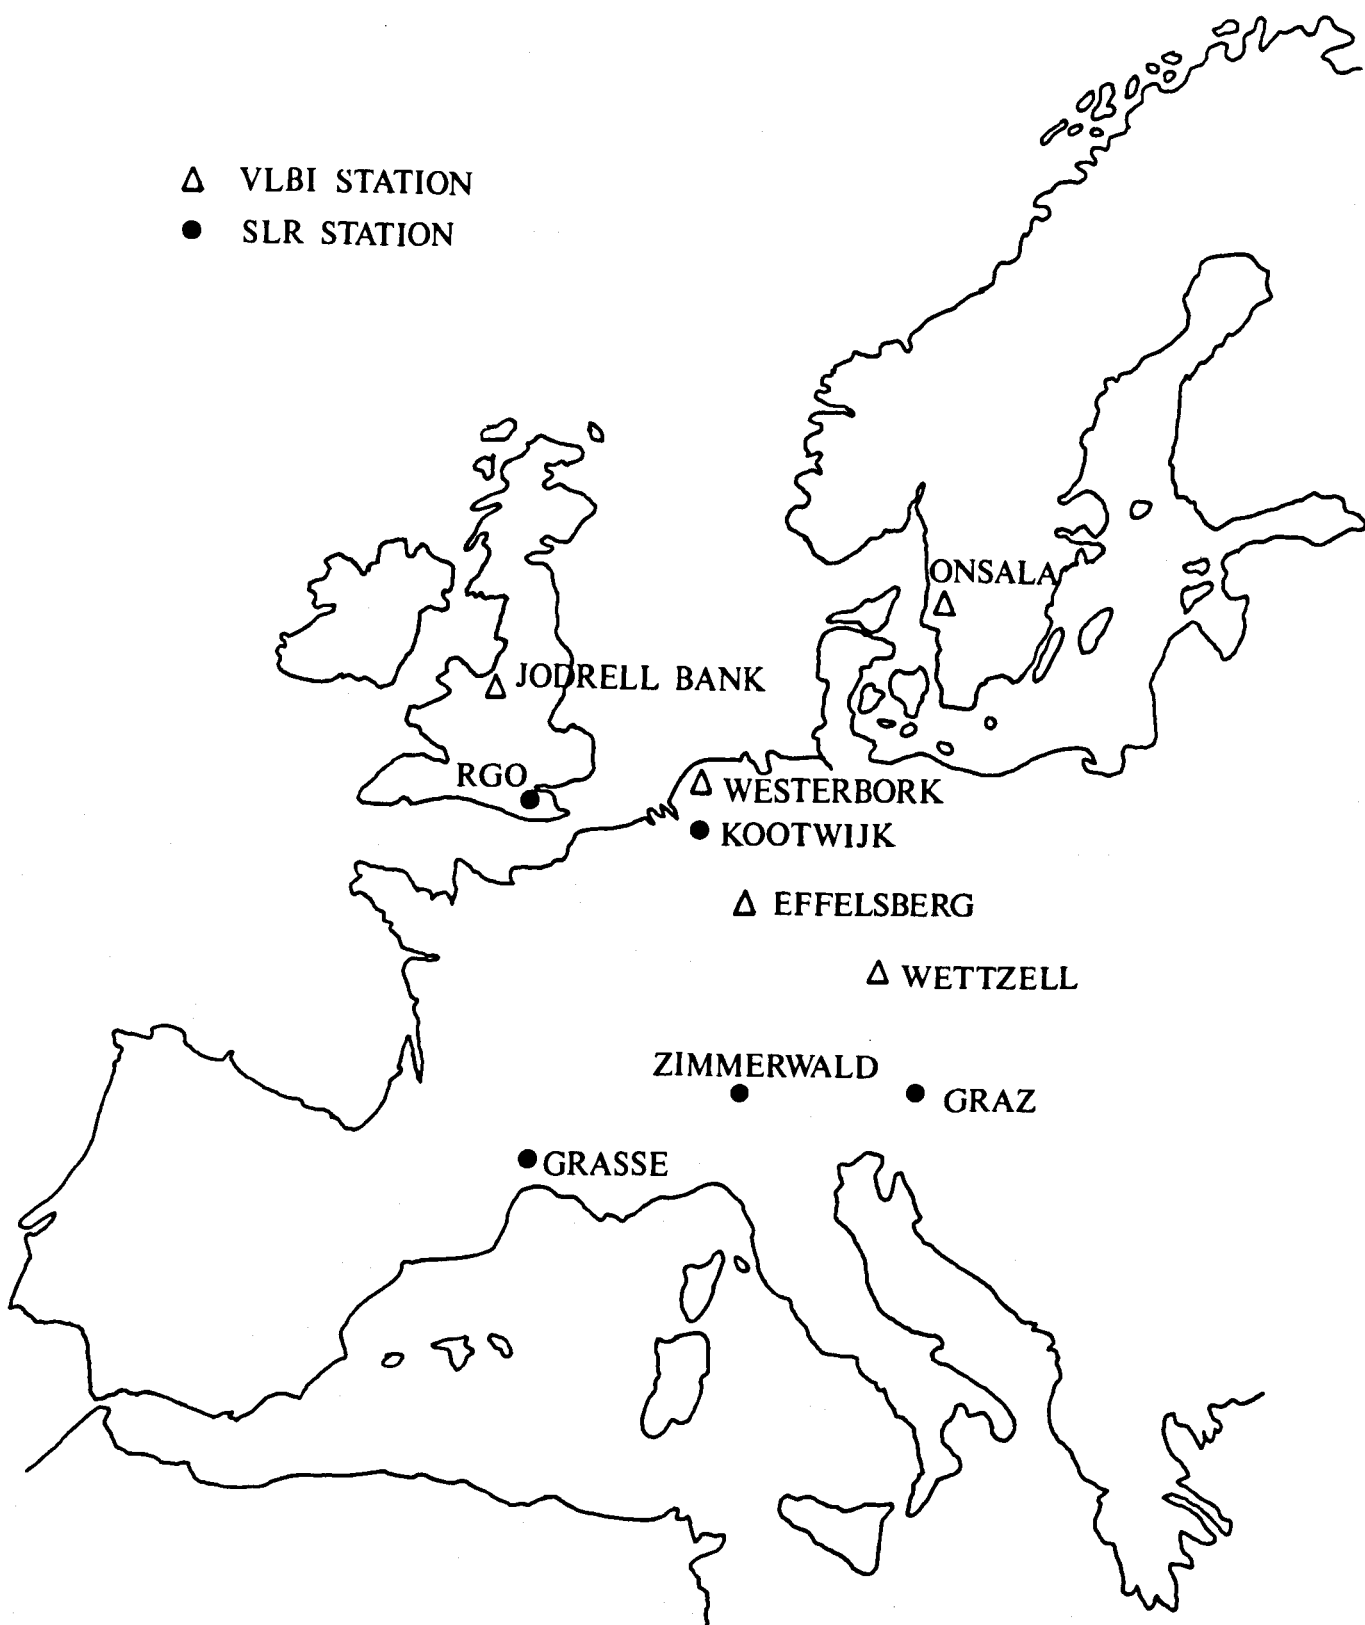 VLBI STATION
SLR STATION
ONSALA
JODRELL BANK
RGO
WESTERBORK
KOOTWIJK
EFFELSBERG
WETTZELL
ZIMMERWALD
GRAZ
GRASSE